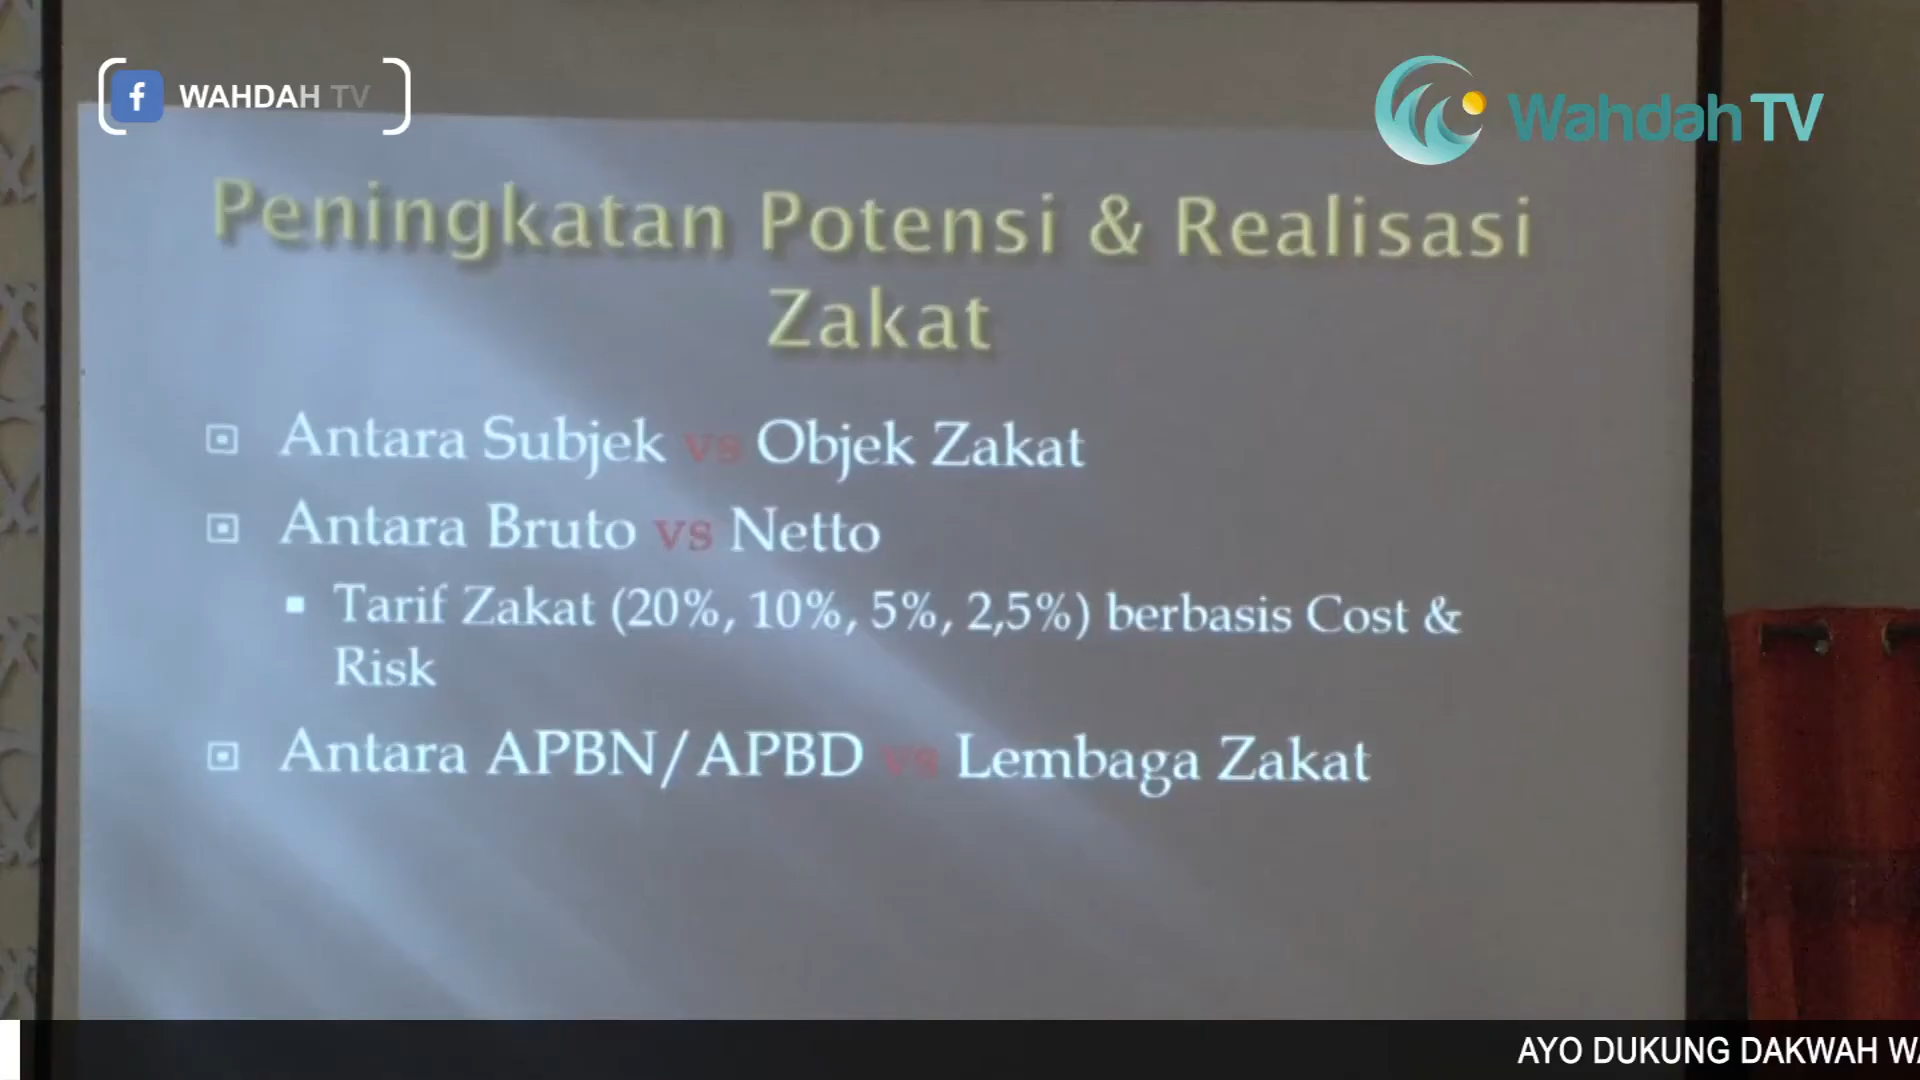 WAHDAH TV
Wahdah TV
Peningkatan Potensi & Realisasi
Zakat
Antara Subjek vs Objek Zakat
Antara Bruto vs Netto
Tarif Zakat (20%, 10%, 5%, 2,5%) berbasis Cost &
Risk
Antara APBN/APBD vs Lembaga Zakat
AYO DUKUNG DAKWAH